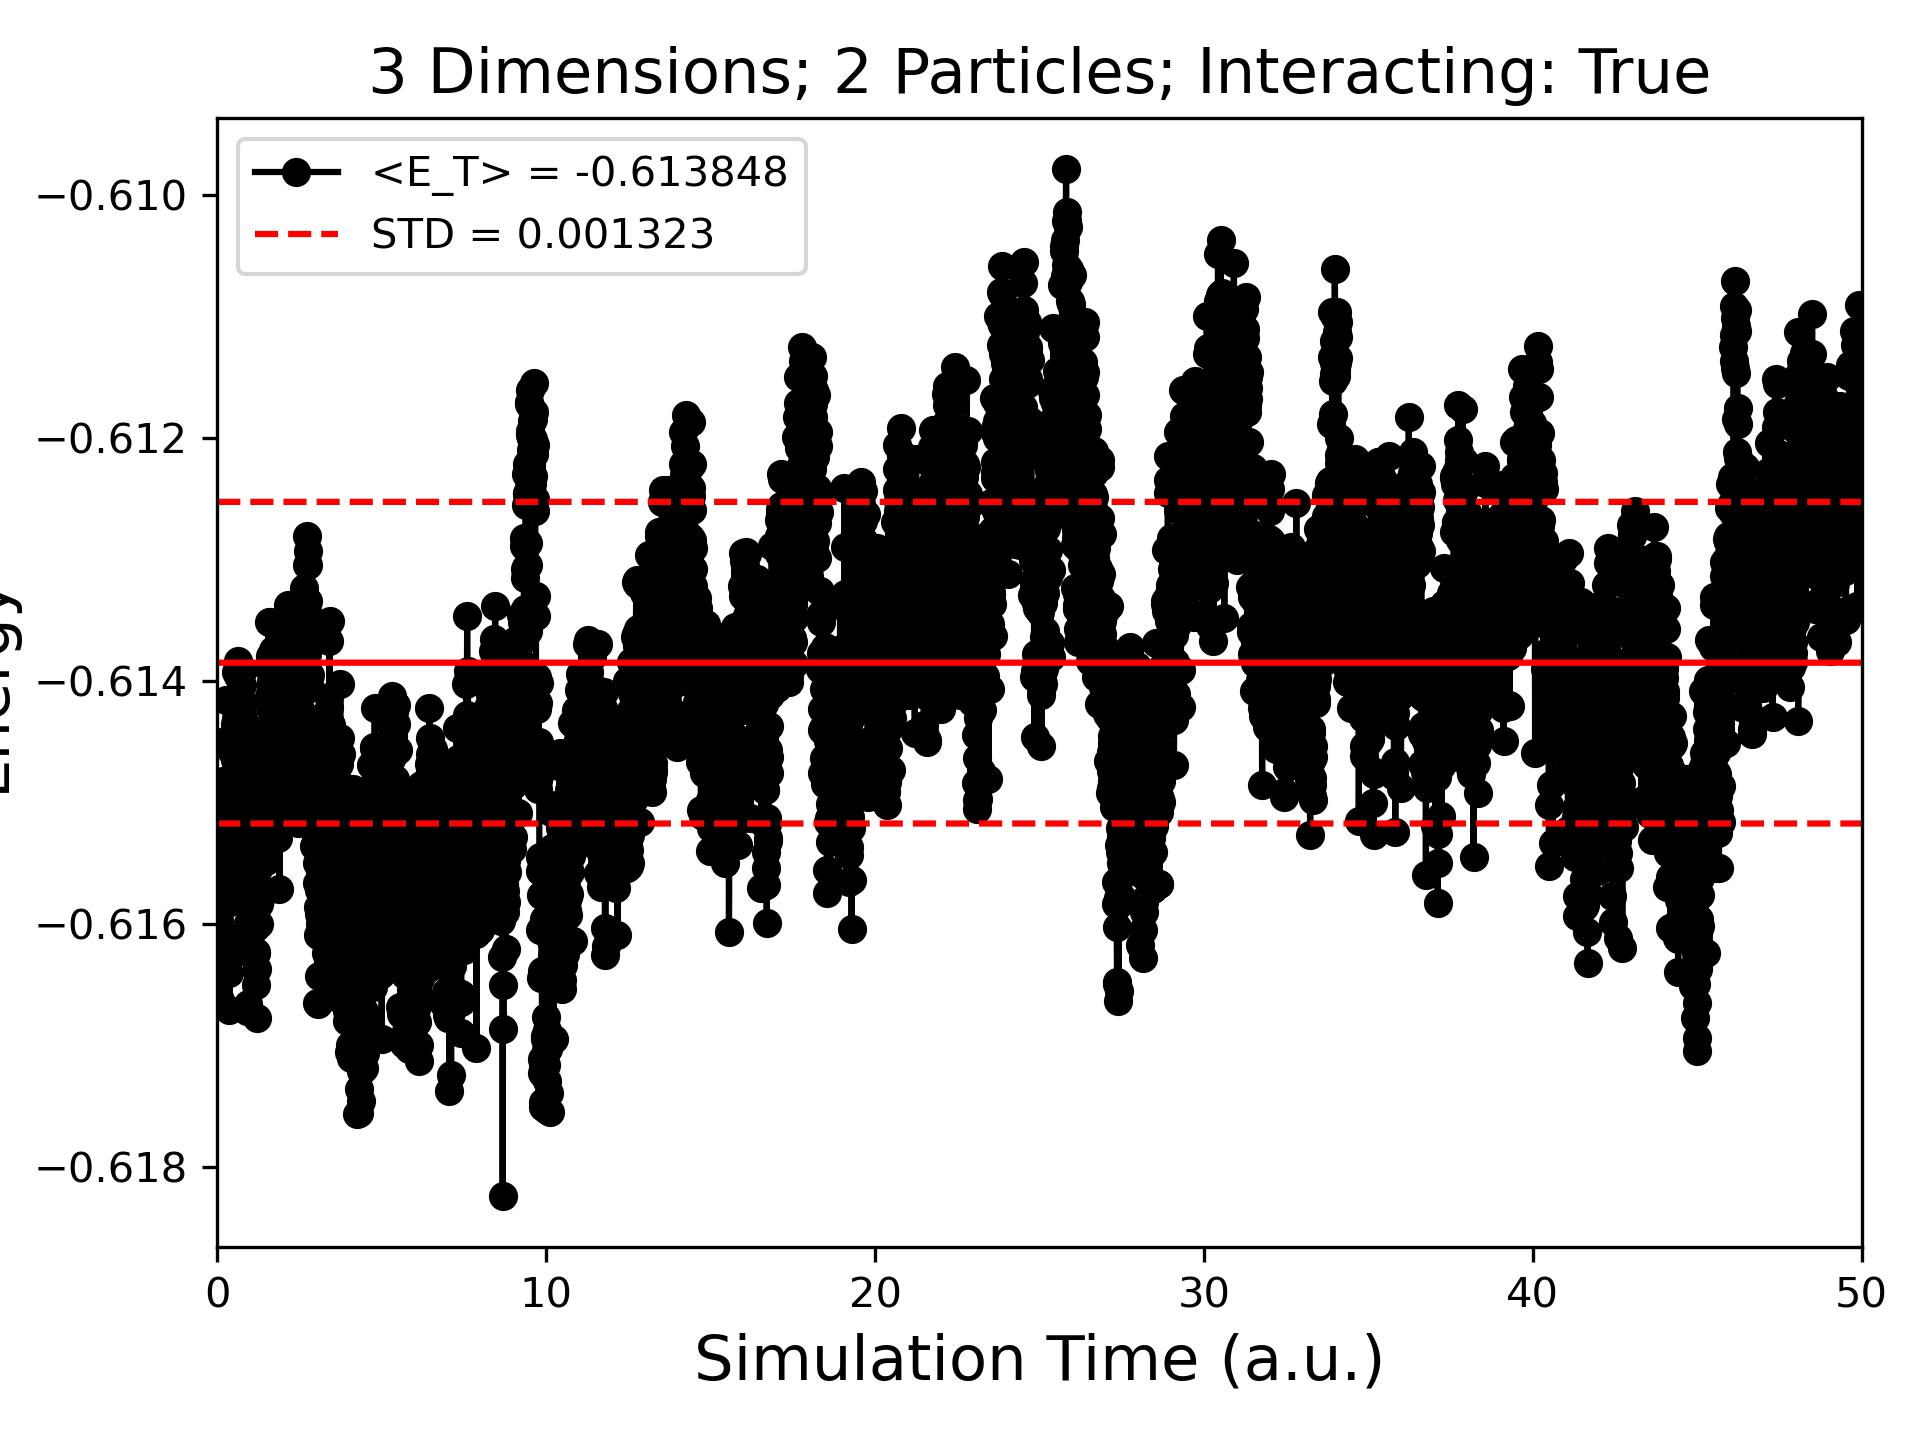 3 Dimensions; 2 Particles; Interacting: True
<E_T> = -0.613848
STD = 0.001323
−0.610
−0.612
−0.614
−0.616
−0.618
Energy
0 10 20 30 40 50
Simulation Time (a.u.)